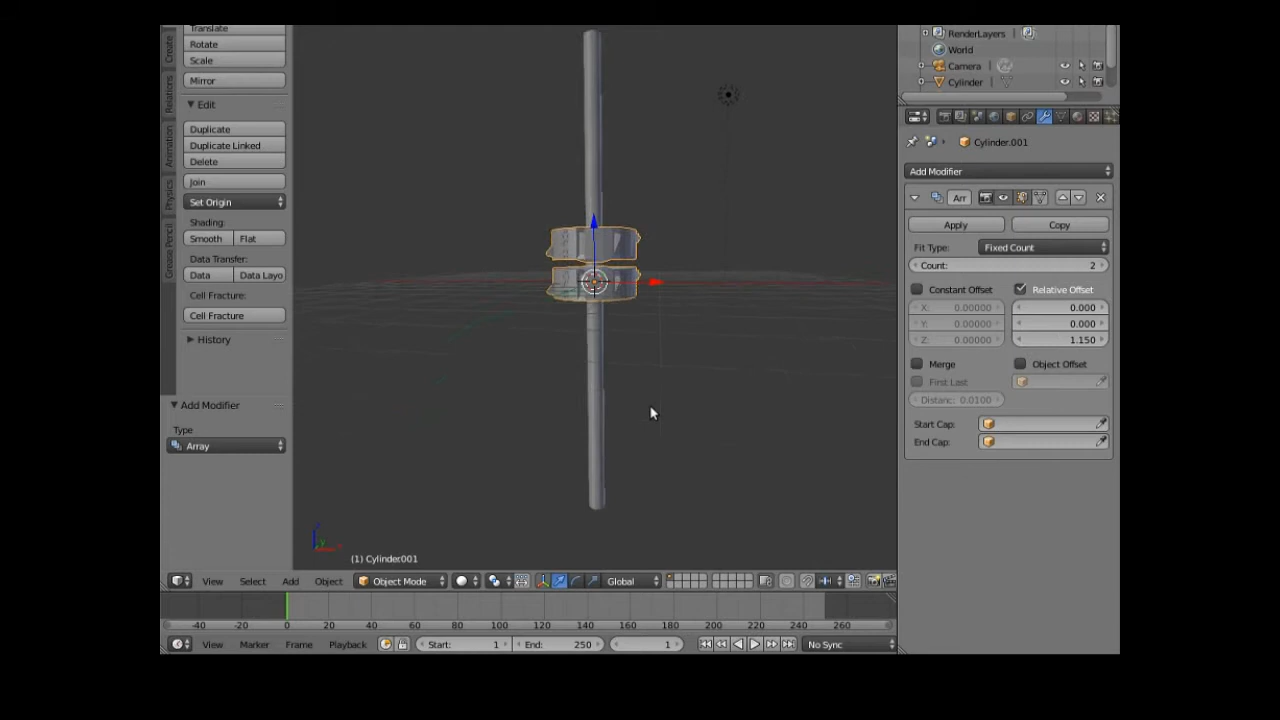 Translate
Rotate
Scale
Mirror
Edit
Duplicate
Duplicate Linked
Delete
Join
Set Origin
Shading:
Smooth Flat
Data Transfer:
Data Data Layo
Cell Fracture:
Cell Fracture
History
Add Modifier
Type
Array
Create
Relations
Animation
Physics
Grease Pencil
(1) Cylinder.001
View Select Add Object Object Mode Global
-40 -20 0 20 40 60 80 100 120 140 160 180 200 220 240 260
View Marker Frame Playback Start: 1 End: 250 1 No Sync
RenderLayers
World
Camera
Cylinder
Cylinder.001
Add Modifier
Arr
Apply Copy
Fit Type: Fixed Count
Count: 2
Constant Offset Relative Offset
X: 0.00000 0.000
Y: 0.00000 0.000
Z: 0.00000 1.150
Merge Object Offset
First Last
Distanc: 0.0100
Start Cap:
End Cap: